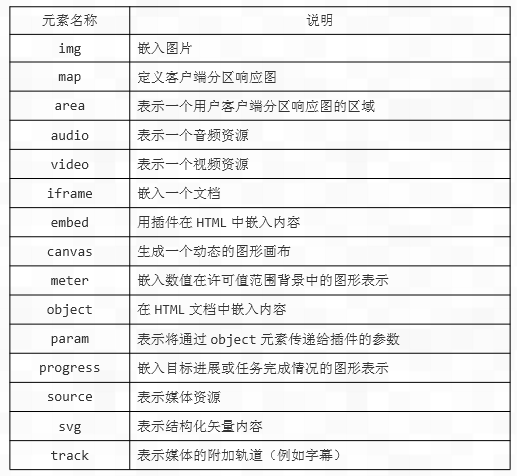 元素名称 说明
img 嵌入图片
map 定义客户端分区响应图
area 表示一个用户客户端分区响应图的区域
audio 表示一个音频资源
video 表示一个视频资源
iframe 嵌入一个文档
embed 用插件在 HTML 中嵌入内容
canvas 生成一个动态的图形画布
meter 嵌入数值在许可值范围背景中的图形表示
object 在 HTML 文档中嵌入内容
param 表示将通过 object 元素传递给插件的参数
progress 嵌入目标进展或任务完成情况的图形表示
source 表示媒体资源
svg 表示结构化矢量内容
track 表示媒体的附加轨道（例如字幕）